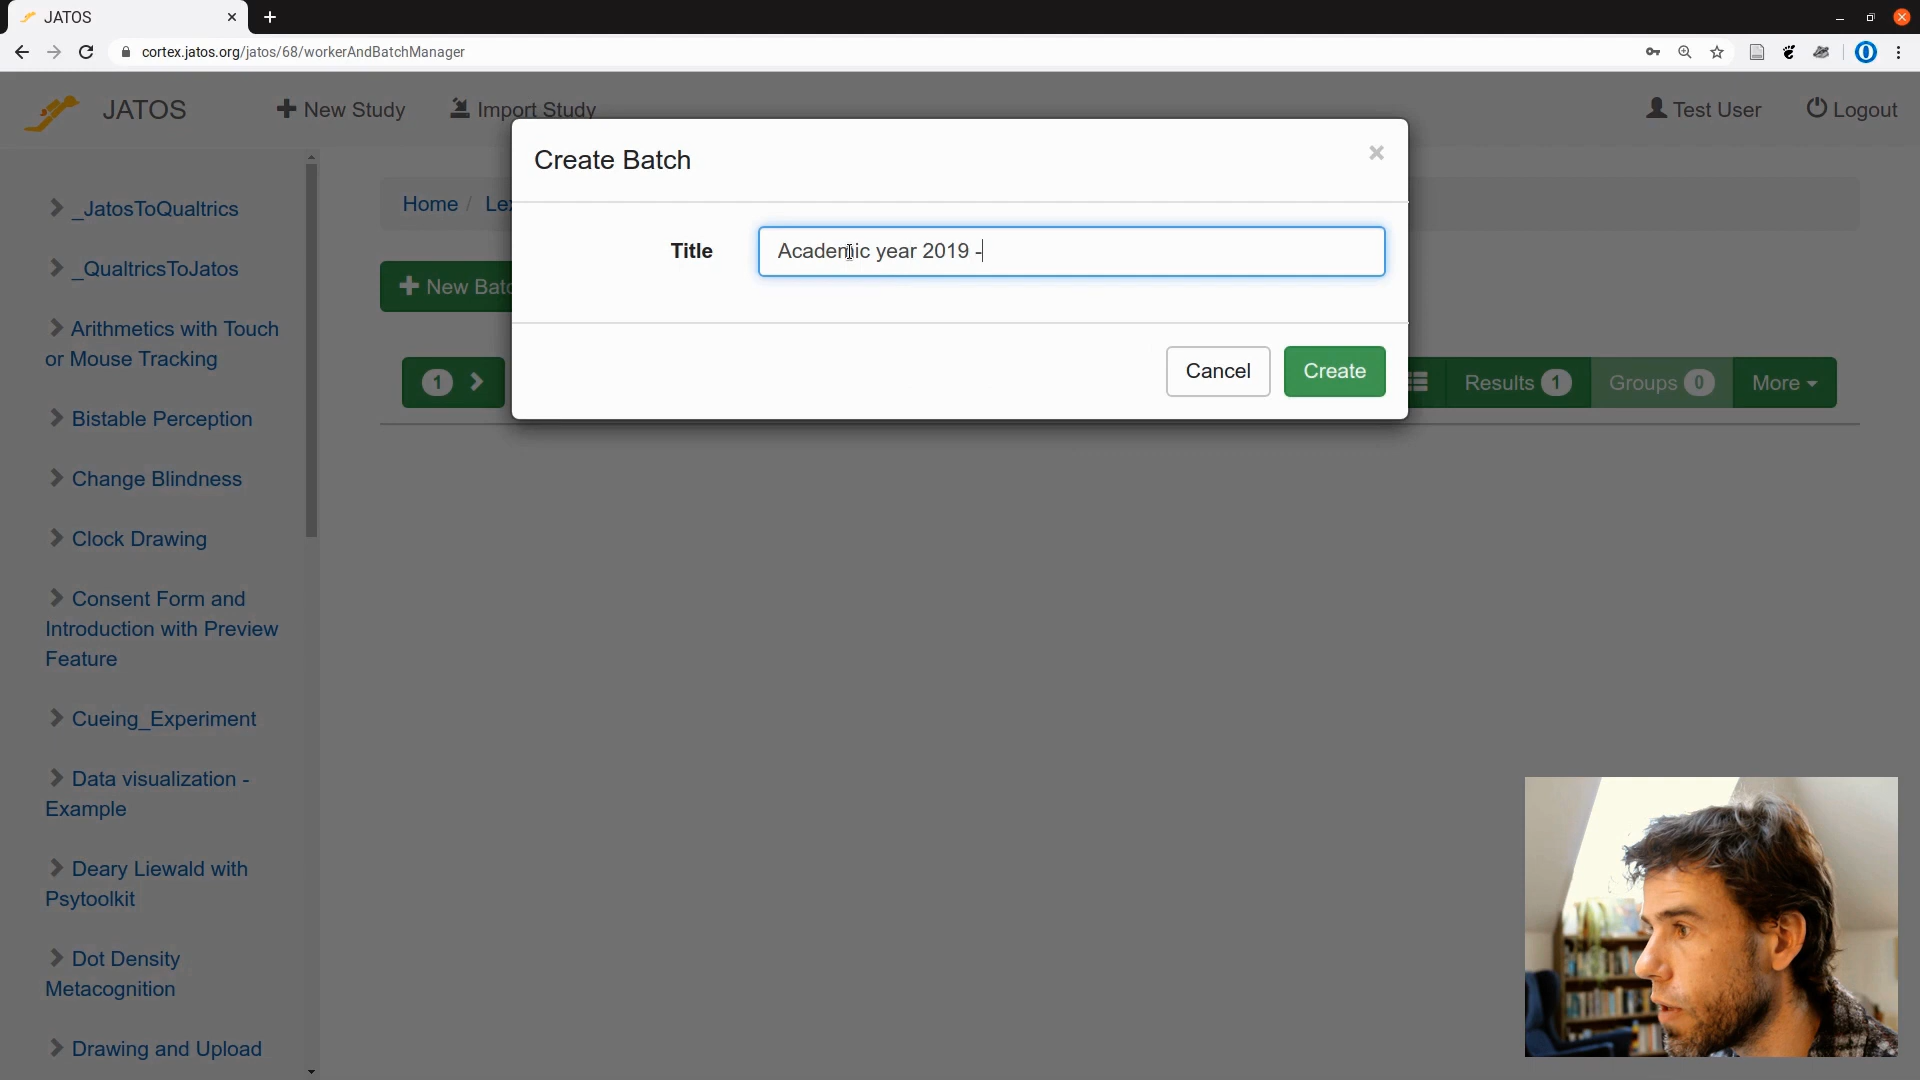 JATOS
cortex.jatos.org/jatos/68/workerAndBatchManager
JATOS
New Study
Import Study
Test User
Logout
Create Batch
×
Home / Le
Title
Academic year 2019 -
New Bat
Cancel
Create
1
Results 1
Groups 0
More
_JatosToQualtrics
_QualtricsToJatos
Arithmetics with Touch
or Mouse Tracking
Bistable Perception
Change Blindness
Clock Drawing
Consent Form and
Introduction with Preview
Feature
Cueing_Experiment
Data visualization -
Example
Deary Liewald with
Psytoolkit
Dot Density
Metacognition
Drawing and Upload